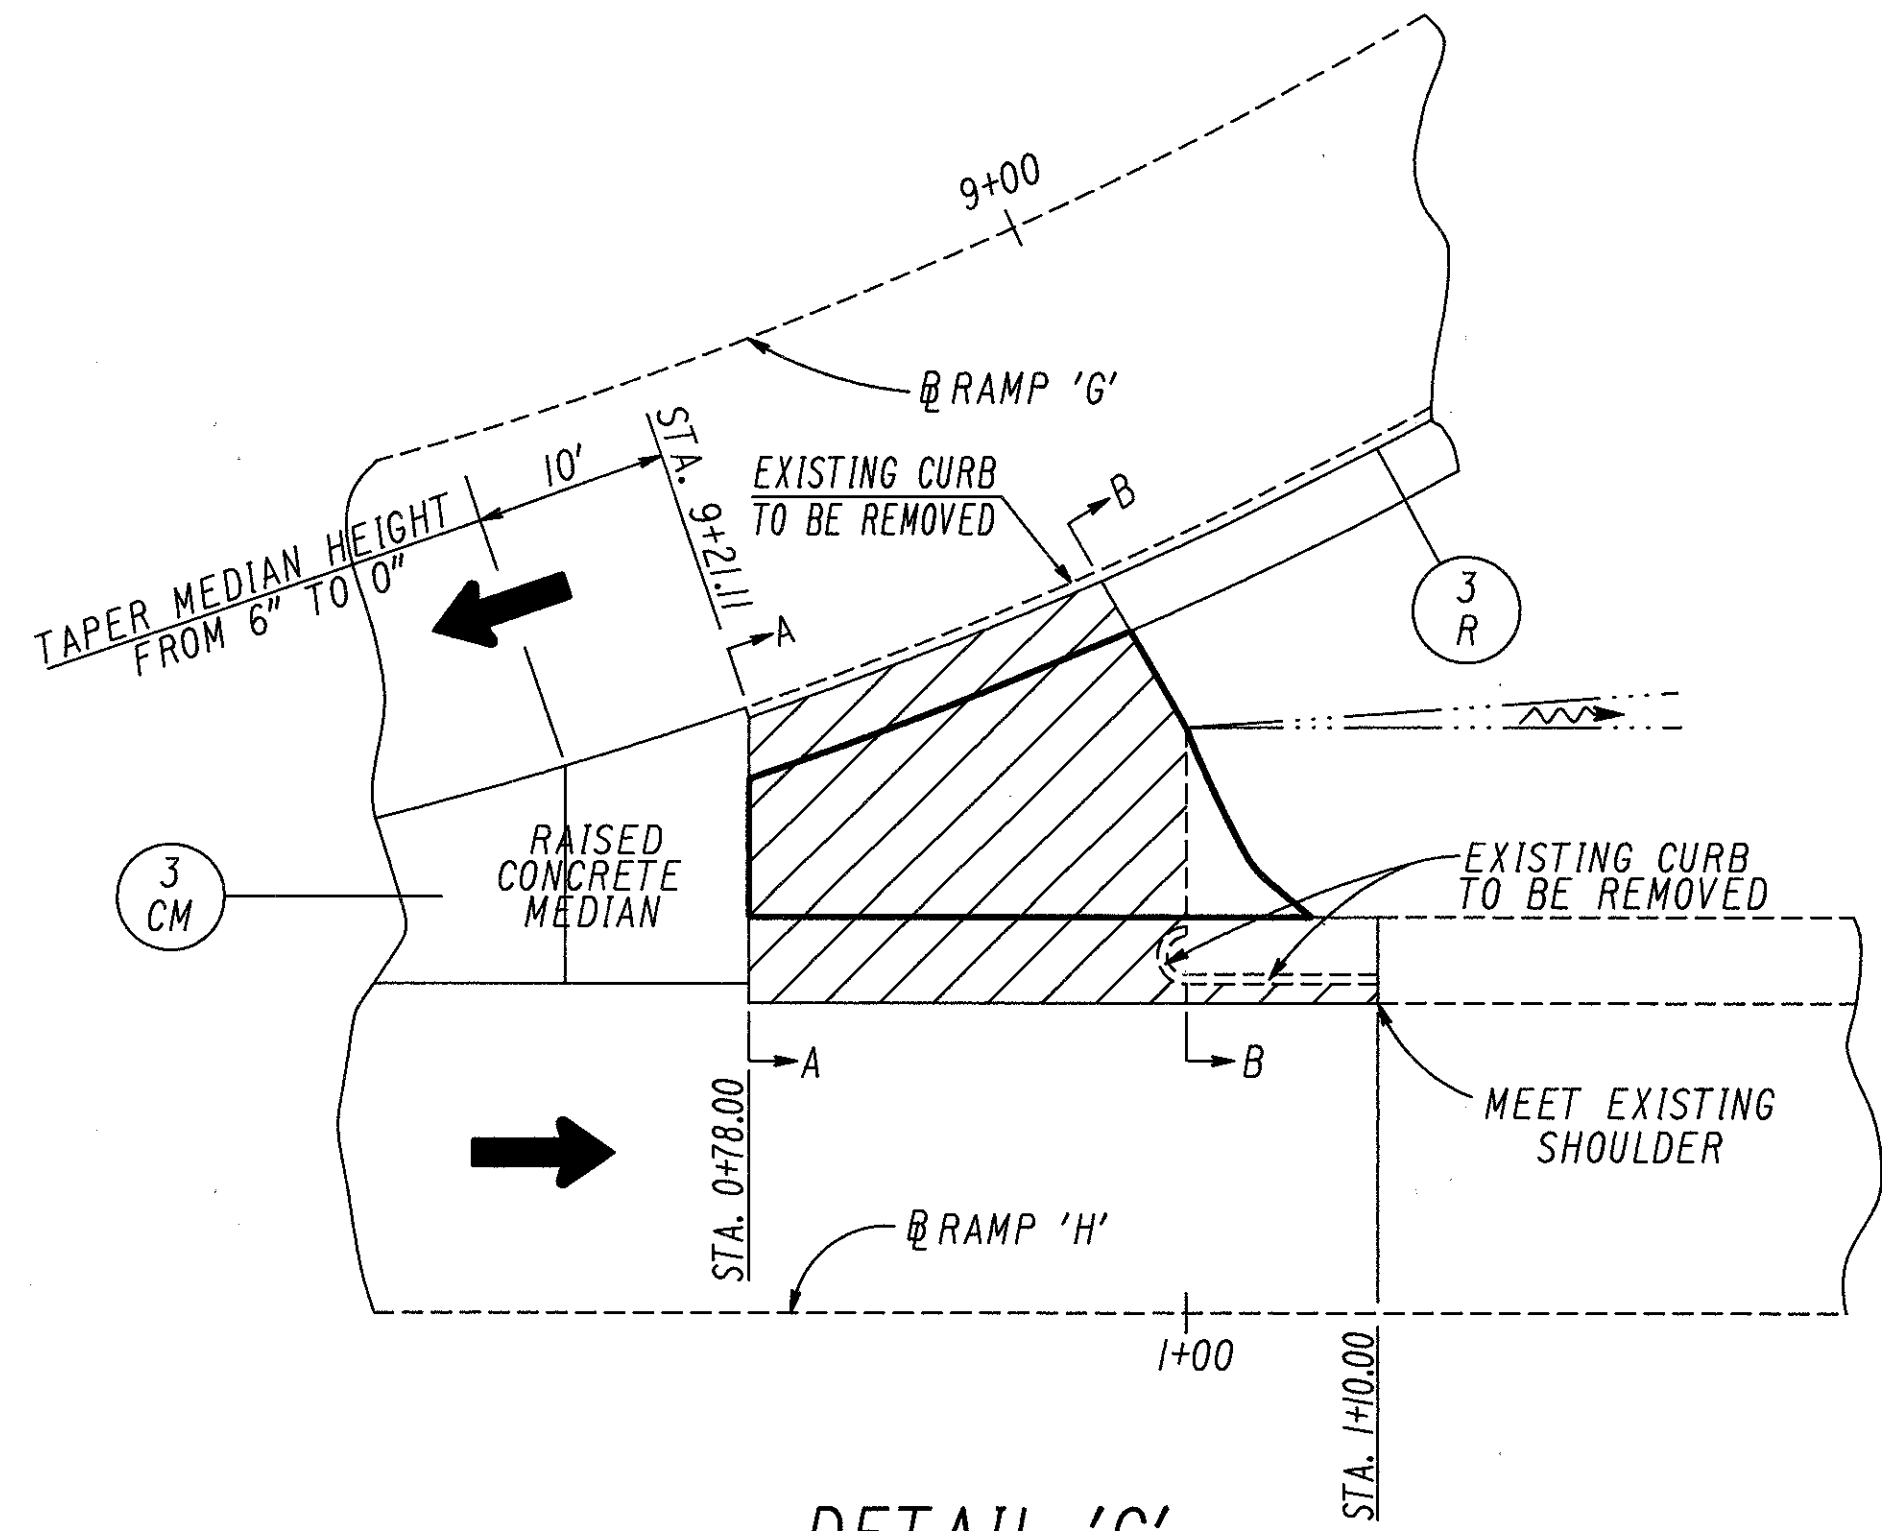 9+00
℄ RAMP 'G'
10'
STA. 9+21.11
EXISTING CURB
TO BE REMOVED
B
TAPER MEDIAN HEIGHT
FROM 6" TO 0"
A
3
R
RAISED
CONCRETE
MEDIAN
3
CM
EXISTING CURB
TO BE REMOVED
A
B
STA. 0+78.00
MEET EXISTING
SHOULDER
℄ RAMP 'H'
1+00
STA. 1+10.00
DETAIL 'C'